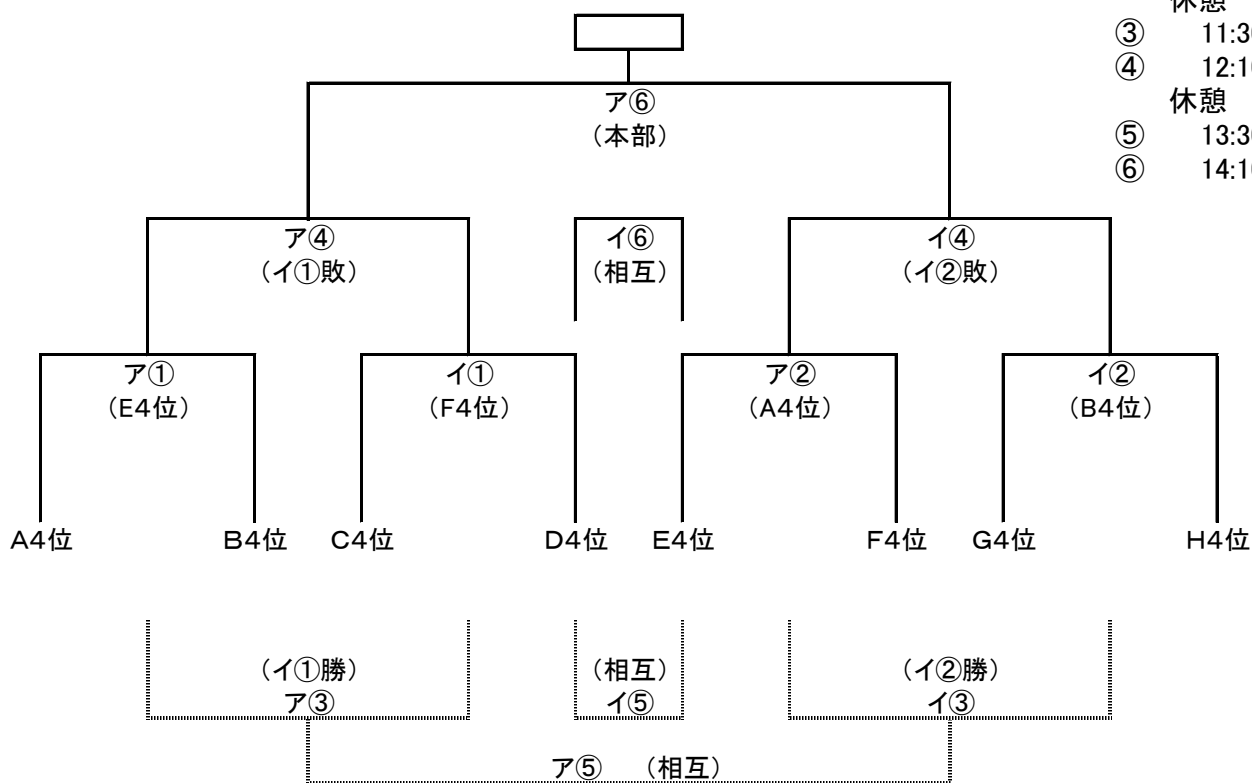 休憩
③ 11:30
④ 12:10
休憩
⑤ 13:30
⑥ 14:10
ア⑥
（本部）
ア④
（イ①敗）
イ⑥
（相互）
イ④
（イ②敗）
ア①
（E4位）
イ①
（F4位）
ア②
（A4位）
イ②
（B4位）
A4位 B4位 C4位 D4位 E4位 F4位 G4位 H4位
（イ①勝）
ア③
（相互）
イ⑤
（イ②勝）
イ③
ア⑤ （相互）